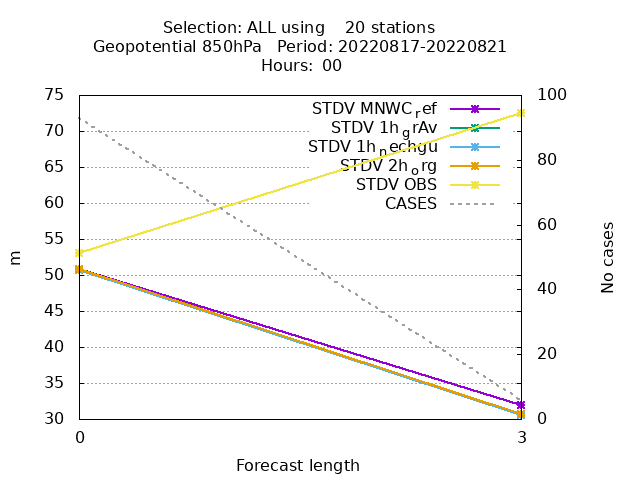 Selection: ALL using    20 stations
Geopotential 850hPa   Period: 20220817-20220821
Hours: 00
75
70
65
60
55
50
45
40
35
30
m
100
80
60
40
20
0
No cases
STDV MNWC_ref
STDV 1h_grAv
STDV 1h_nechgu
STDV 2h_org
STDV OBS
CASES
0
3
Forecast length